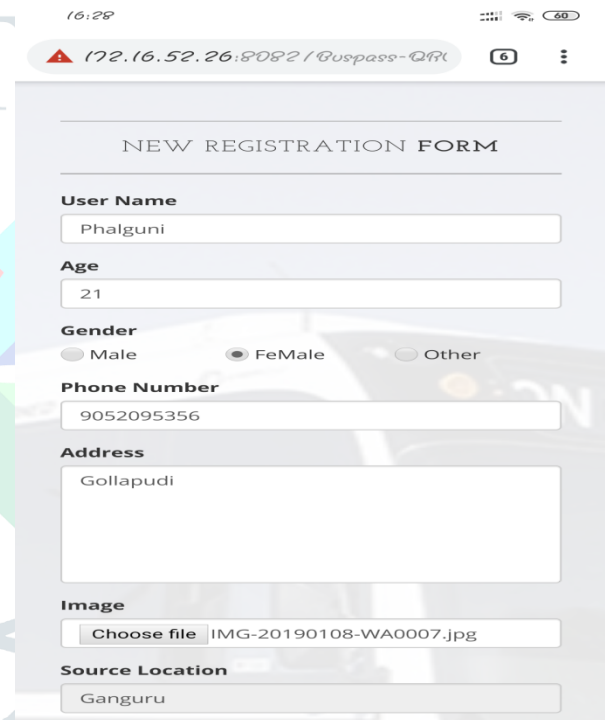 16:28
60
172.16.52.26:8082/Buspass-QR
6
NEW REGISTRATION FORM
User Name
Phalguni
Age
21
Gender
Male FeMale Other
Phone Number
9052095356
Address
Gollapudi
Image
Choose file IMG-20190108-WA0007.jpg
Source Location
Ganguru